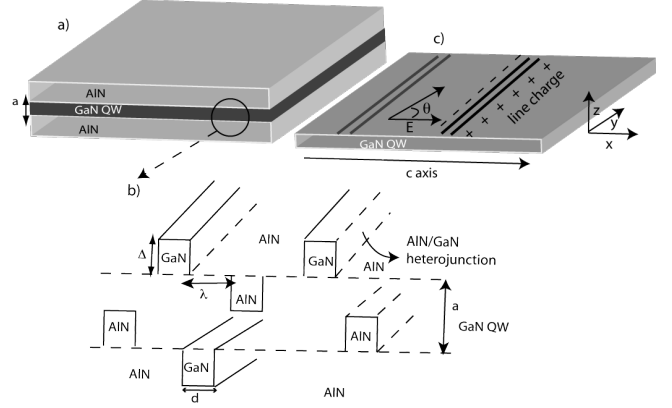 a)
AlN
GaN QW
AlN
a
c)
θ
E
line charge
+ + + + + + +
GaN QW
c axis
z
y
x
b)
Δ
GaN
AlN
GaN
AlN
AlN/GaN
heterojunction
λ
AlN
a
GaN QW
AlN
AlN
GaN
AlN
AlN
d